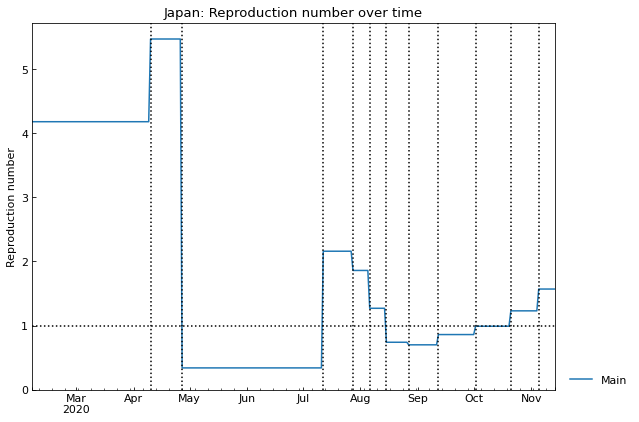 Japan: Reproduction number over time
Reproduction number
5
4
3
2
1
0
Mar
2020
Apr
May
Jun
Jul
Aug
Sep
Oct
Nov
Main